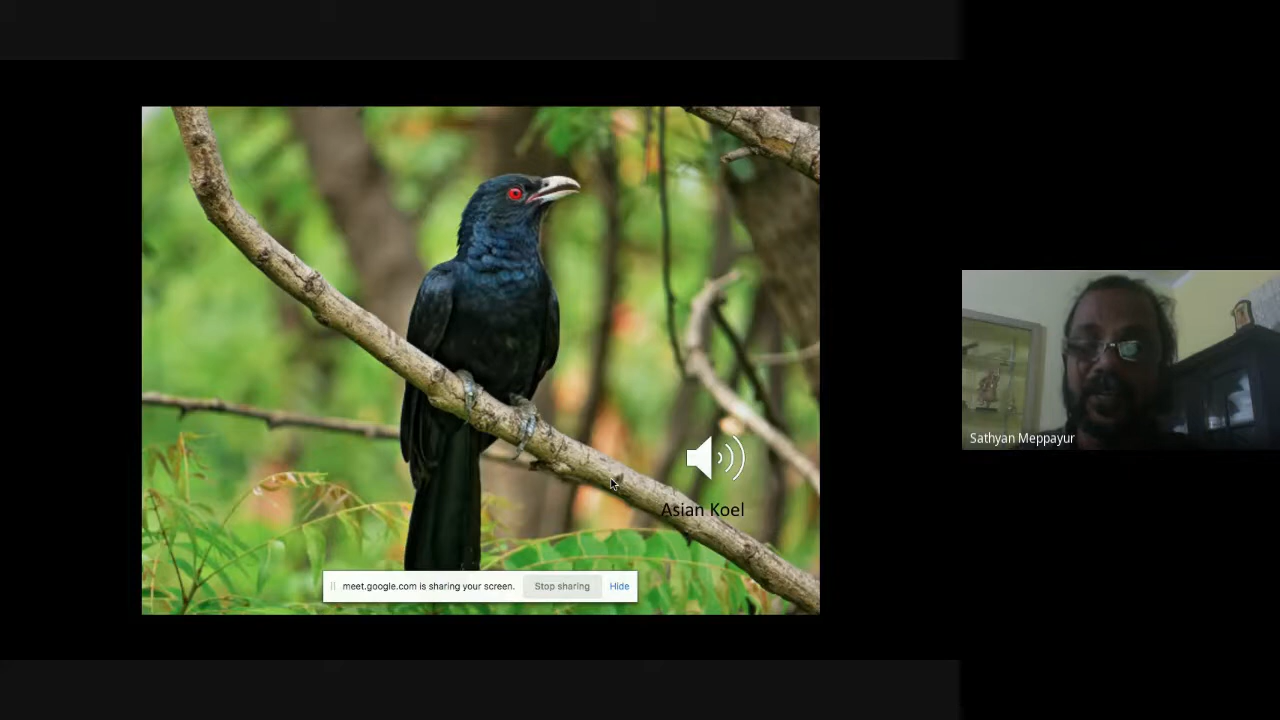 Asian Koel
meet.google.com is sharing your screen. Stop sharing Hide
Sathyan Meppayur